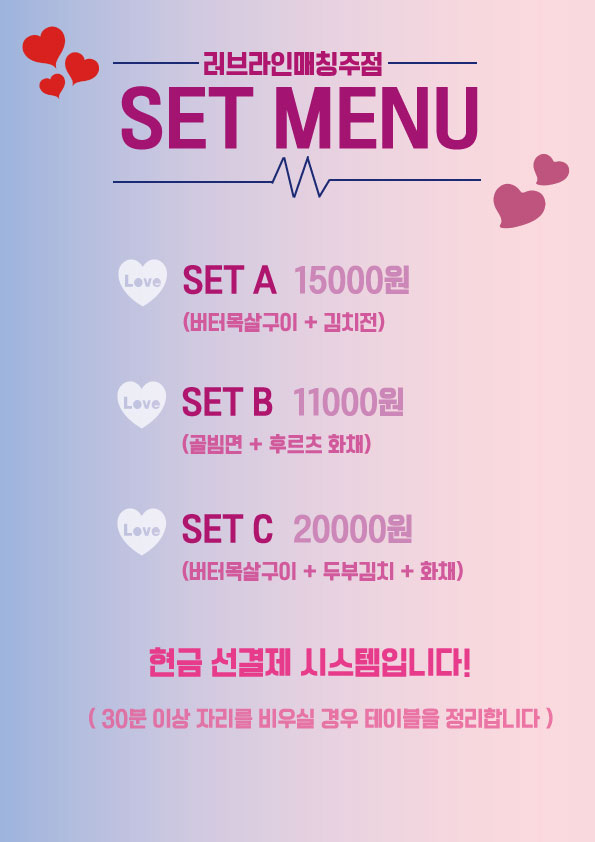 러브라인매칭주점
SET MENU
Love
SET A 15000원
(버터목살구이 + 김치전)
Love
SET B 11000원
(골빔면 + 후르츠 화채)
Love
SET C 20000원
(버터목살구이 + 두부김치 + 화채)
현금 선결제 시스템입니다!
( 30분 이상 자리를 비우실 경우 테이블을 정리합니다 )